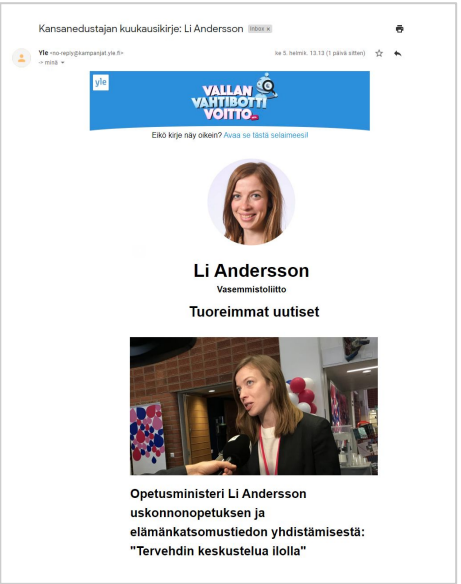 Kansanedustajan kuukausikirje: Li Andersson Inbox x
Yle <no-reply@kampanjat.yle.fi> ke 5. helmik. 13.13 (1 päivä sitten)
-> minä
yle
VALLAN
VAHTIBOTTI
VOITTO
Eikö kirje näy oikein? Avaa se tästä selaimeesi!
Li Andersson
Vasemmistoliitto
Tuoreimmat uutiset
Opetusministeri Li Andersson
uskonnonopetuksen ja
elämänkatsomustiedon yhdistämisestä:
"Tervehdin keskustelua ilolla"